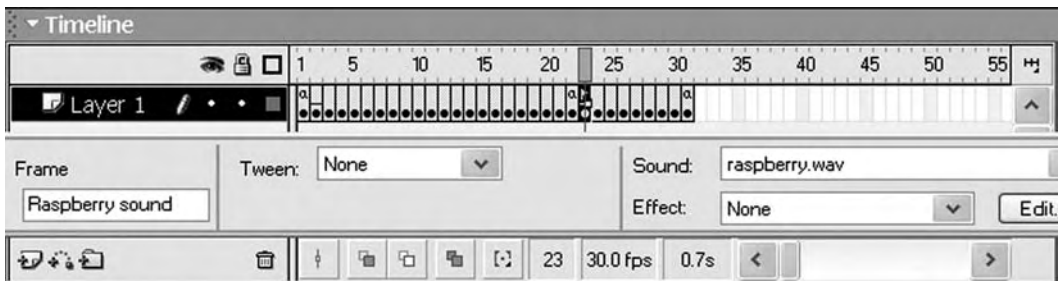 Timeline
1 5 10 15 20 25 30 35 40 45 50 55
Layer 1
a a a
Frame Tween: None Sound: raspberry.wav
Raspberry sound Effect: None Edit.
23 30.0 fps 0.7s